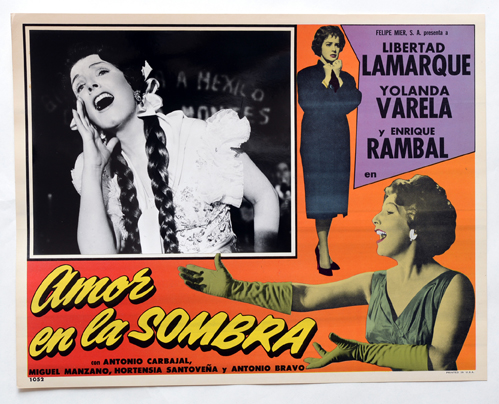 FELIPE MIER, S. A. presenta a
LIBERTAD
LAMARQUE
YOLANDA
VARELA
y ENRIQUE
RAMBAL
en
A MEXICO
Amor
en la SOMBRA
con ANTONIO CARBAJAL,
MIGUEL MANZANO, HORTENSIA SANTOVEÑA y ANTONIO BRAVO
1052